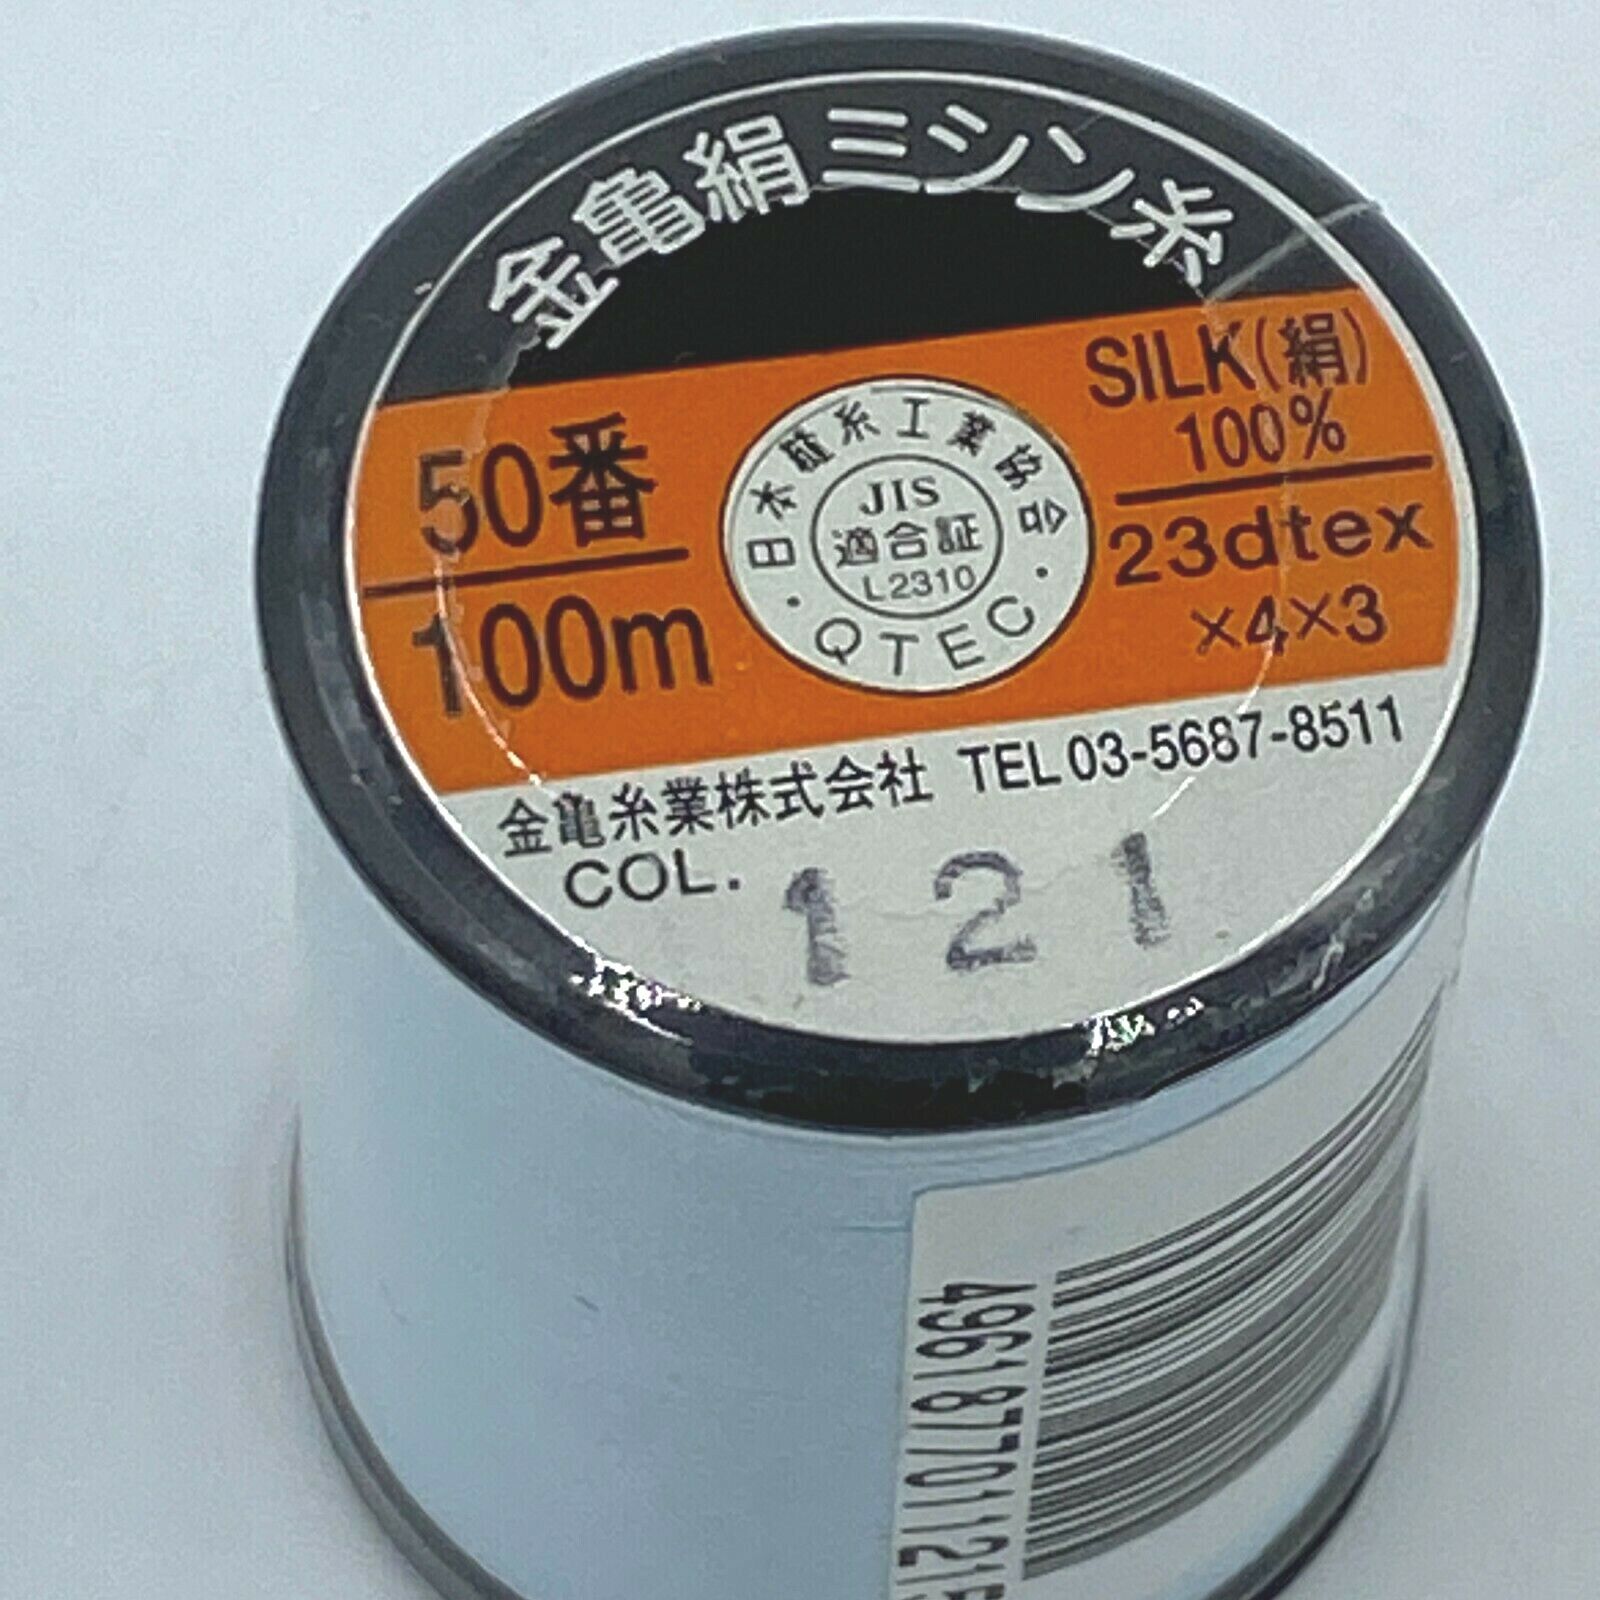 金亀絹ミシン糸
50番
100m
日本縫糸工業協会
JIS
適合証
L2310
・QTEC・
SILK(絹)
100%
23dtex
×4×3
金亀糸業株式会社 TEL 03-5687-8511
COL. 121
496187701121